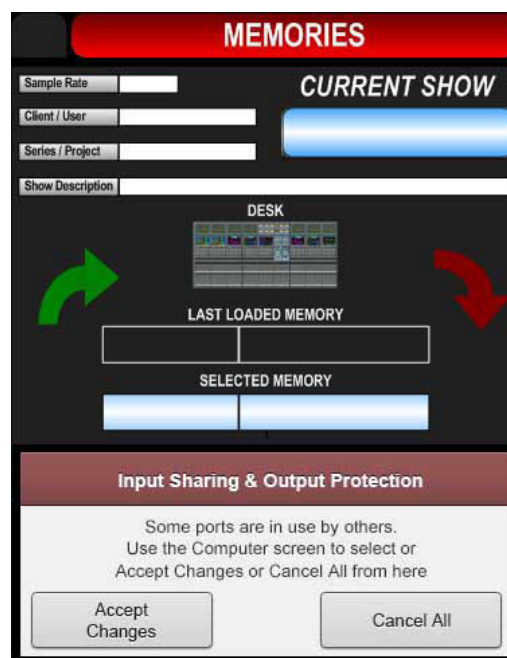 MEMORIES
Sample Rate
CURRENT SHOW
Client / User
Series / Project
Show Description
DESK
LAST LOADED MEMORY
SELECTED MEMORY
Input Sharing & Output Protection
Some ports are in use by others.
Use the Computer screen to select or
Accept Changes or Cancel All from here
Accept
Changes
Cancel All